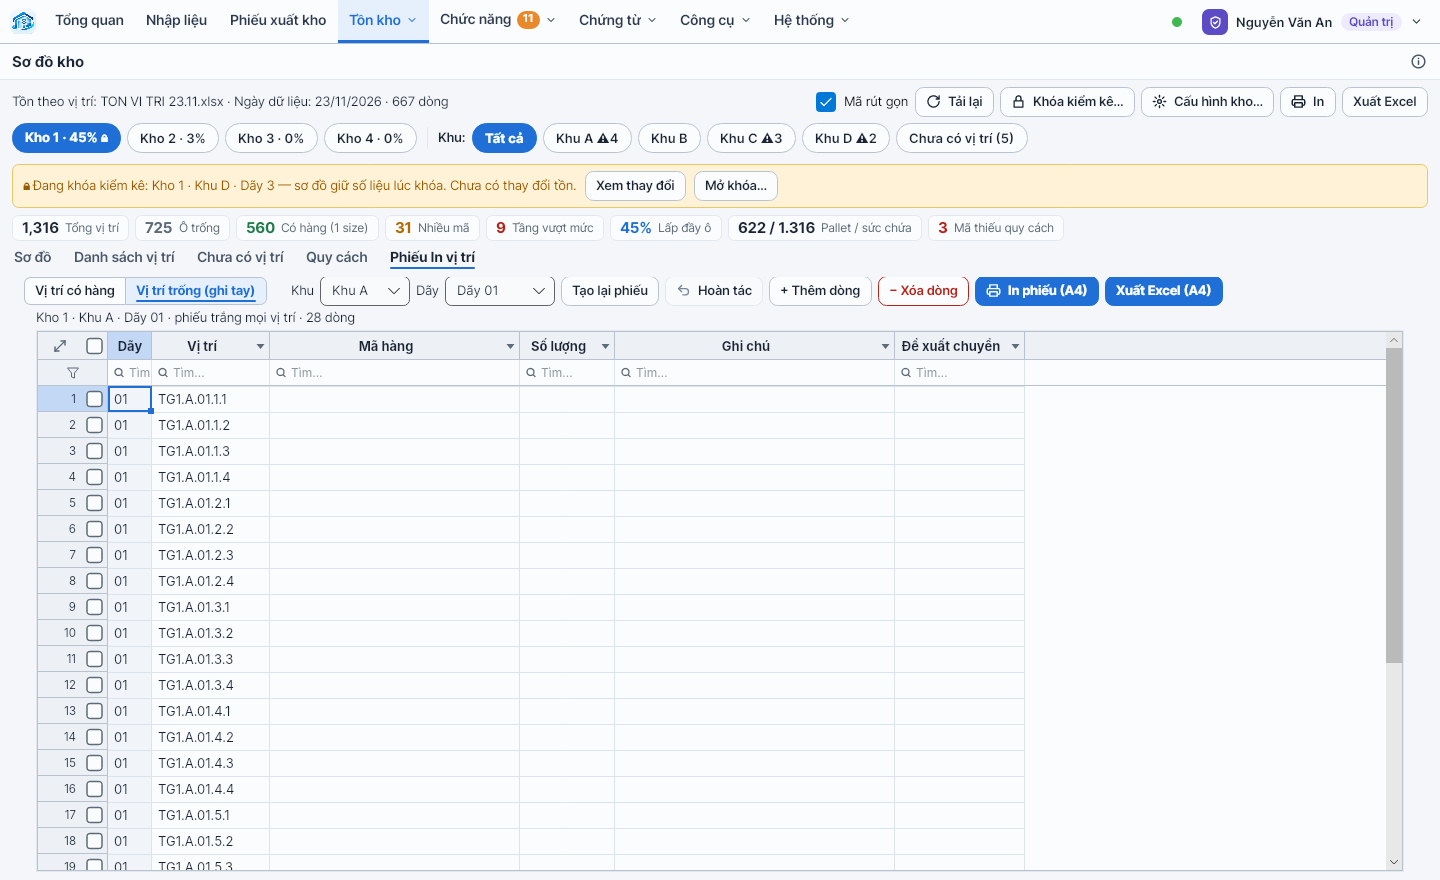 Tổng quan Nhập liệu Phiếu xuất kho Tồn kho Chức năng 11 Chứng từ Công cụ Hệ thống Nguyễn Văn An Quản trị
Sơ đồ kho
Tồn theo vị trí: TON VI TRI 23.11.xlsx · Ngày dữ liệu: 23/11/2026 · 667 dòng Mã rút gọn Tải lại Khóa kiểm kê... Cấu hình kho... In Xuất Excel
Kho 1 · 45% Kho 2 · 3% Kho 3 · 0% Kho 4 · 0% Khu: Tất cả Khu A ⚠4 Khu B Khu C ⚠3 Khu D ⚠2 Chưa có vị trí (5)
Đang khóa kiểm kê: Kho 1 · Khu D · Dãy 3 — sơ đồ giữ số liệu lúc khóa. Chưa có thay đổi tồn. Xem thay đổi Mở khóa...
1,316 Tổng vị trí 725 Ô trống 560 Có hàng (1 size) 31 Nhiều mã 9 Tầng vượt mức 45% Lấp đầy ô 622 / 1.316 Pallet / sức chứa 3 Mã thiếu quy cách
Sơ đồ Danh sách vị trí Chưa có vị trí Quy cách Phiếu In vị trí
Vị trí có hàng Vị trí trống (ghi tay) Khu Khu A Dãy Dãy 01 Tạo lại phiếu Hoàn tác + Thêm dòng − Xóa dòng In phiếu (A4) Xuất Excel (A4)
Kho 1 · Khu A · Dãy 01 · phiếu trắng mọi vị trí · 28 dòng
Dãy Vị trí Mã hàng Số lượng Ghi chú Đề xuất chuyển
Tìm Tìm... Tìm... Tìm... Tìm... Tìm...
1 01 TG1.A.01.1.1
2 01 TG1.A.01.1.2
3 01 TG1.A.01.1.3
4 01 TG1.A.01.1.4
5 01 TG1.A.01.2.1
6 01 TG1.A.01.2.2
7 01 TG1.A.01.2.3
8 01 TG1.A.01.2.4
9 01 TG1.A.01.3.1
10 01 TG1.A.01.3.2
11 01 TG1.A.01.3.3
12 01 TG1.A.01.3.4
13 01 TG1.A.01.4.1
14 01 TG1.A.01.4.2
15 01 TG1.A.01.4.3
16 01 TG1.A.01.4.4
17 01 TG1.A.01.5.1
18 01 TG1.A.01.5.2
19 01 TG1.A.01.5.3